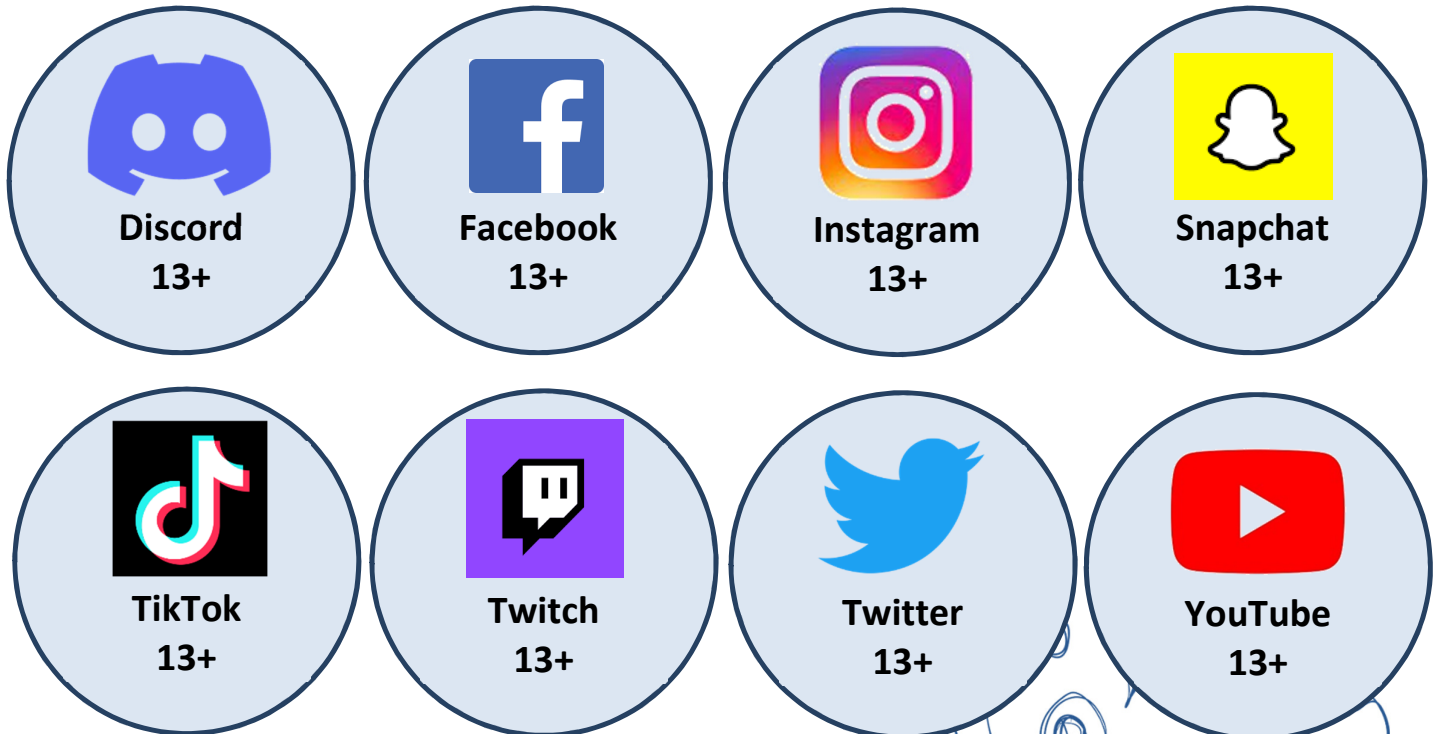 Discord
13+
Facebook
13+
Instagram
13+
Snapchat
13+
TikTok
13+
Twitch
13+
Twitter
13+
YouTube
13+